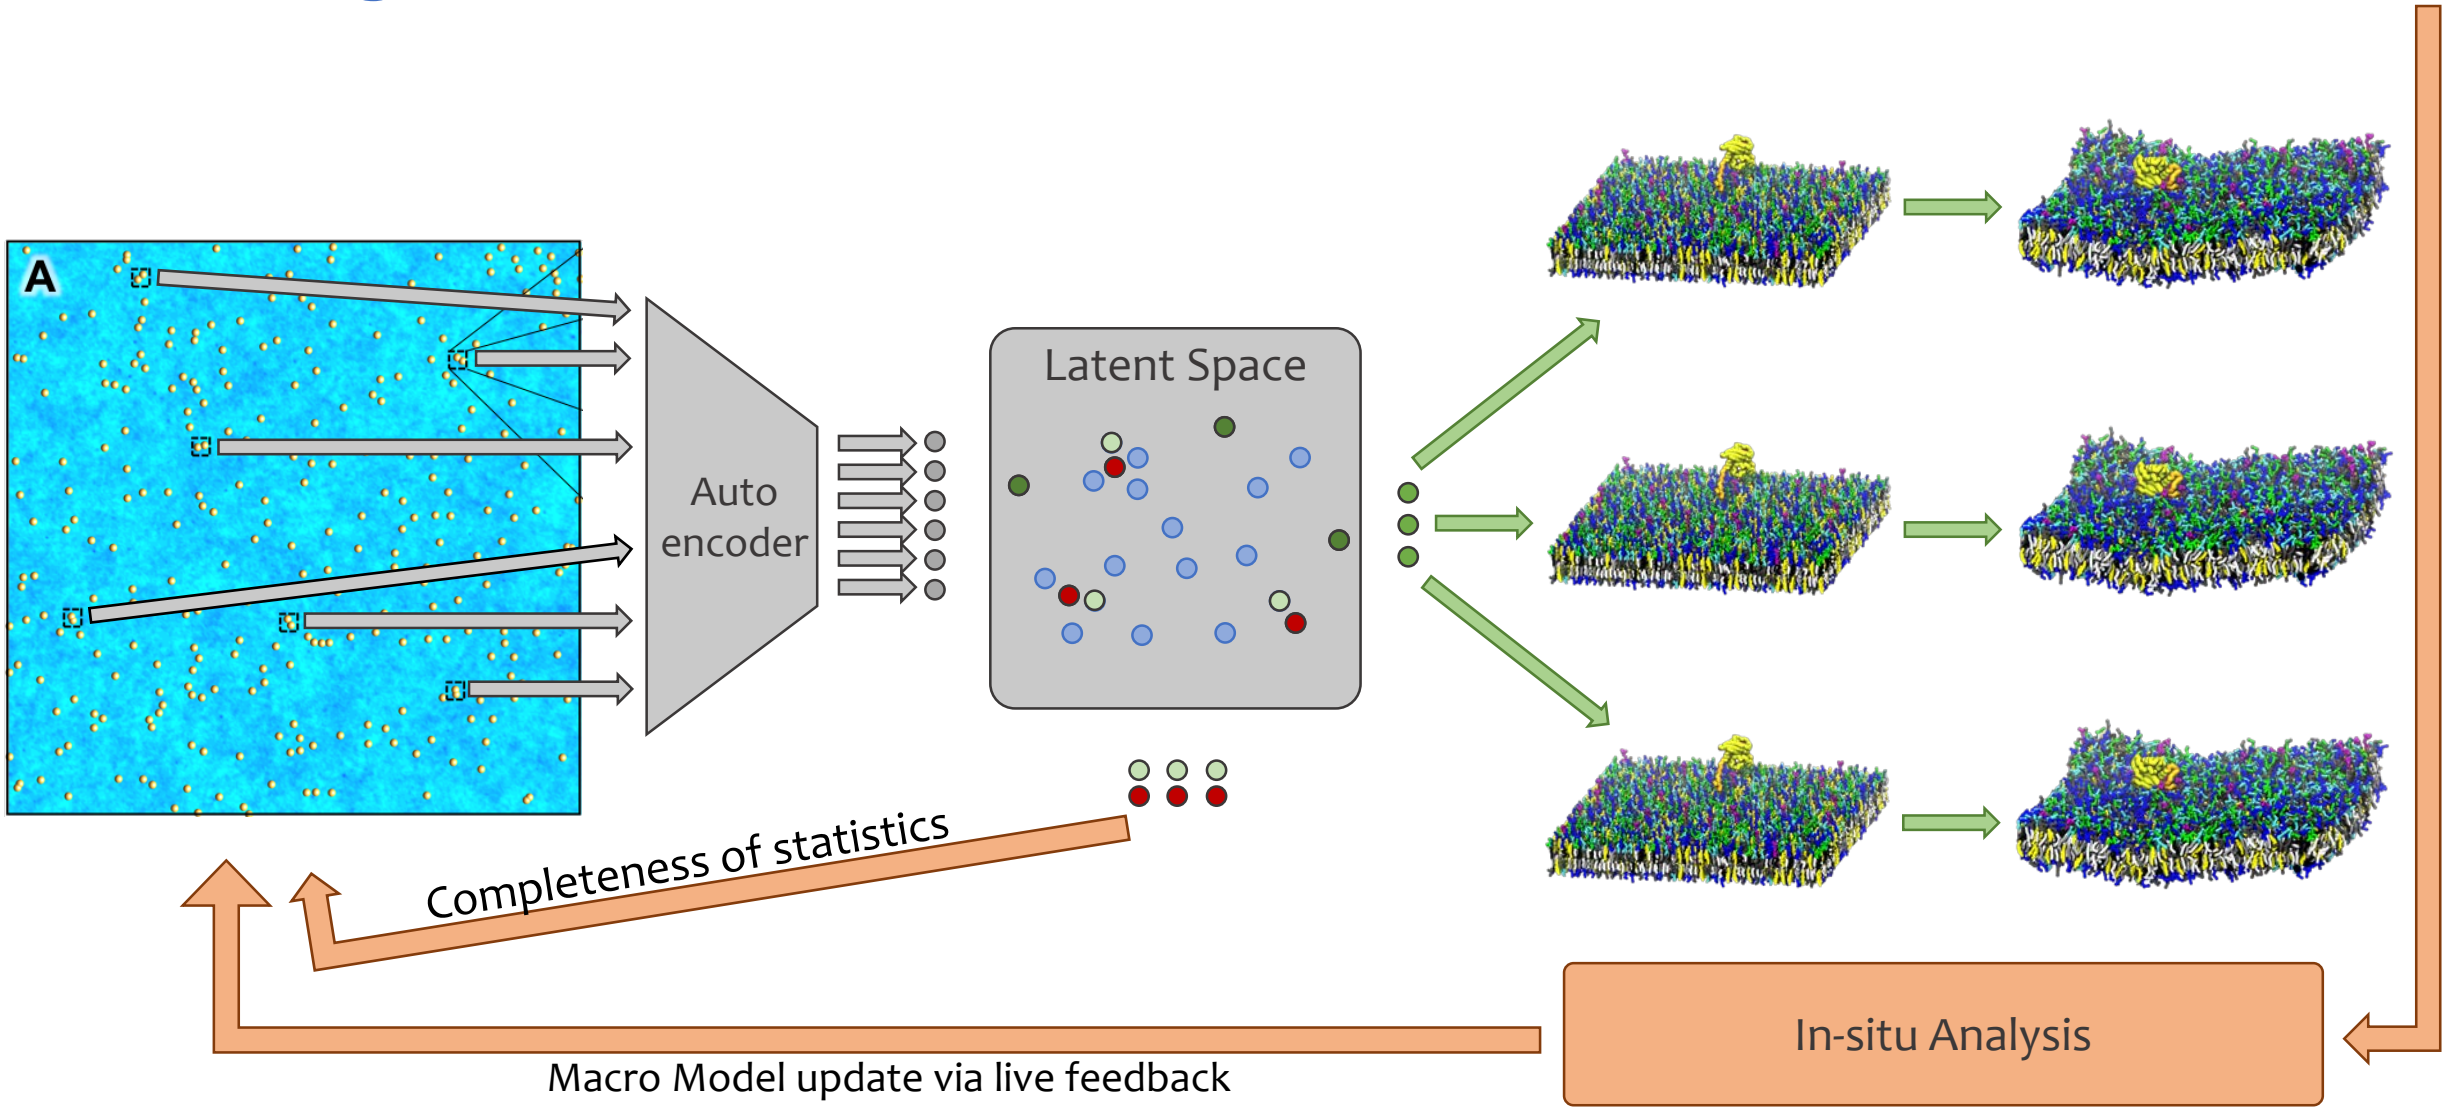 A
Auto
encoder
Latent Space
Completeness of statistics
In-situ Analysis
Macro Model update via live feedback